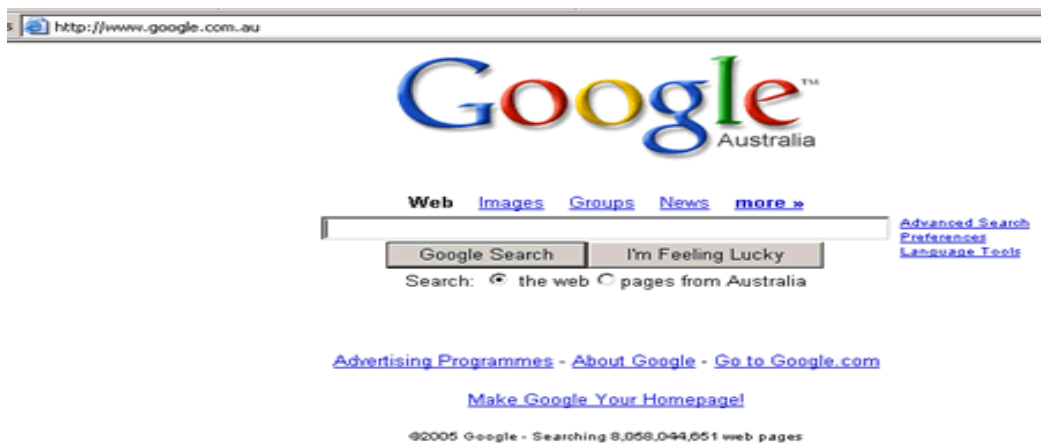 s http://www.google.com.au
Google™
Australia
Web Images Groups News more »
Advanced Search
Preferences
Language Tools
Google Search I'm Feeling Lucky
Search: the web pages from Australia
Advertising Programmes - About Google - Go to Google.com
Make Google Your Homepage!
©2005 Google - Searching 8,058,044,651 web pages